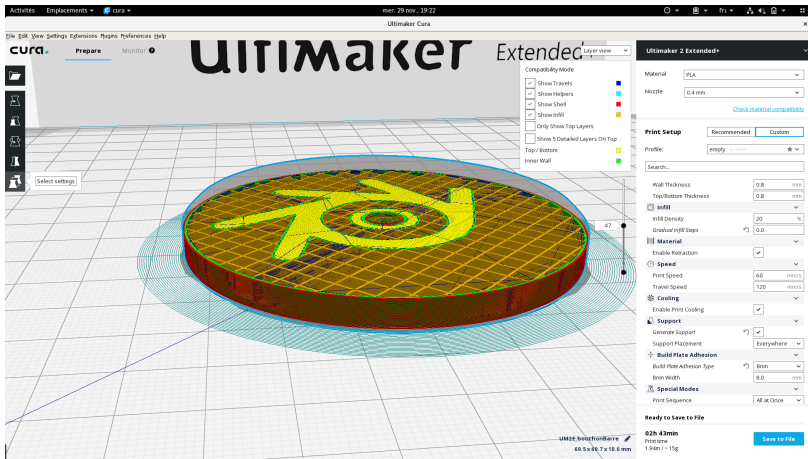 Activités Emplacements cura mer. 29 nov., 19:22 fr₁
Ultimaker Cura
File Edit View Settings Extensions Plugins Preferences Help
cura. Prepare Monitor
Ultimaker Extended+
Layer view
Ultimaker 2 Extended+
Compatibility Mode
Show Travels
Show Helpers
Show Shell
Show Infill
Only Show Top Layers
Show 5 Detailed Layers On Top
Top / Bottom
Inner Wall
Select settings
47
Material PLA
Nozzle 0.4 mm
Check material compatibility
Print Setup Recommended Custom
Profile: empty 0.1mm
Search...
Wall Thickness 0.8 mm
Top/Bottom Thickness 0.8 mm
Infill
Infill Density 20 %
Gradual Infill Steps 0.0
Material
Enable Retraction
Speed
Print Speed 60 mm/s
Travel Speed 120 mm/s
Cooling
Enable Print Cooling
Support
Generate Support
Support Placement Everywhere
Build Plate Adhesion
Build Plate Adhesion Type Brim
Brim Width 8.0 mm
Special Modes
Print Sequence All at Once
Ready to Save to File
02h 43min
Print time
1.94m / ~ 15g
Save to File
UM2E_bouchonBarre
69.5 x 69.7 x 10.0 mm